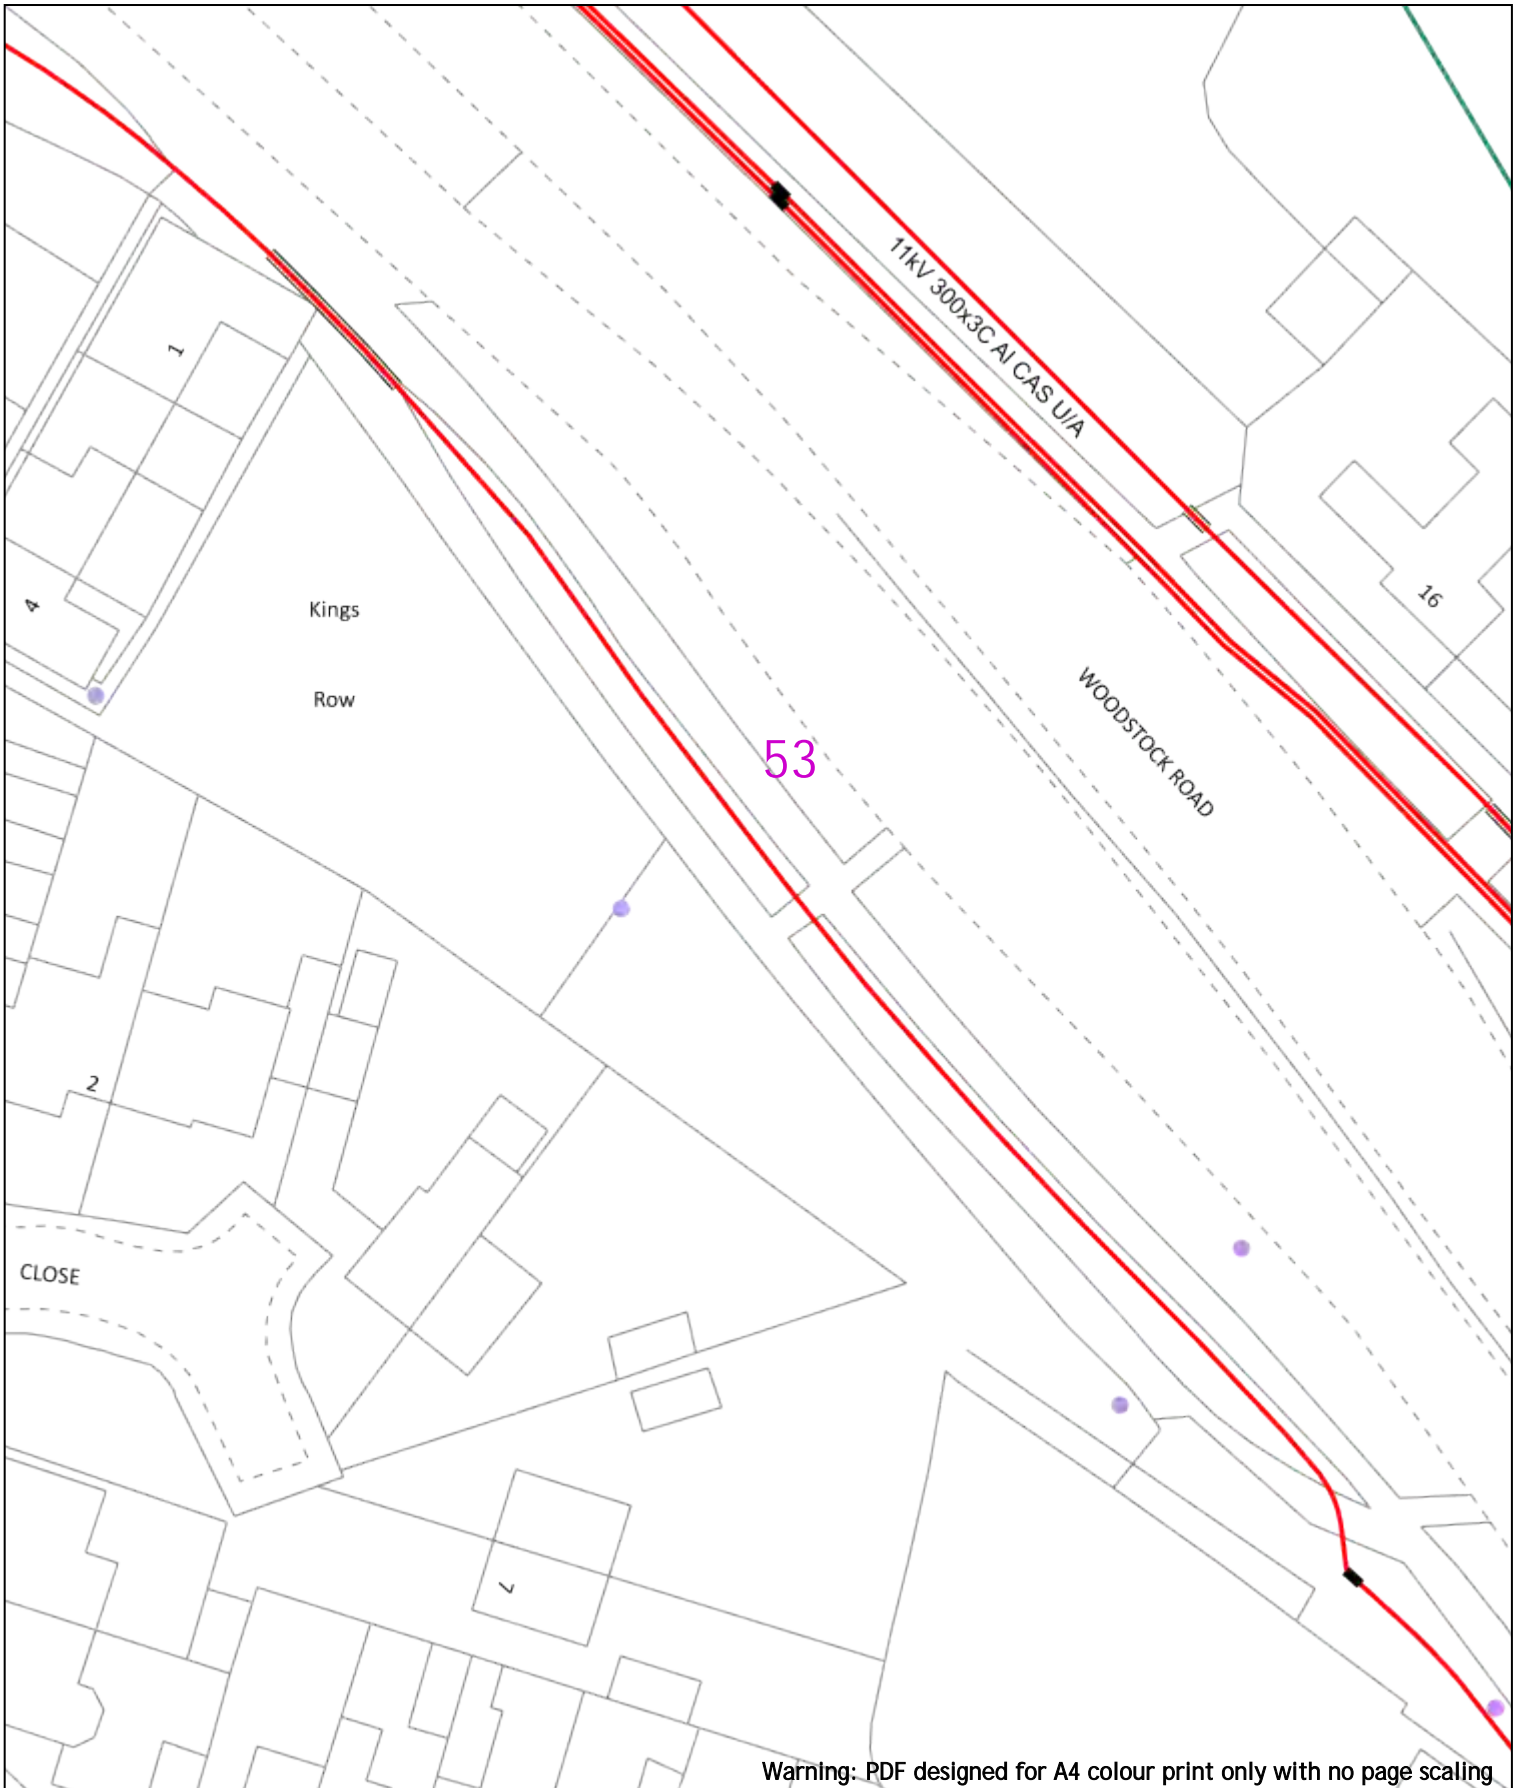 11kV 300x3C Al CAS U/A
1
4
16
Kings
Row
WOODSTOCK ROAD
53
2
CLOSE
7
Warning: PDF designed for A4 colour print only with no page scaling